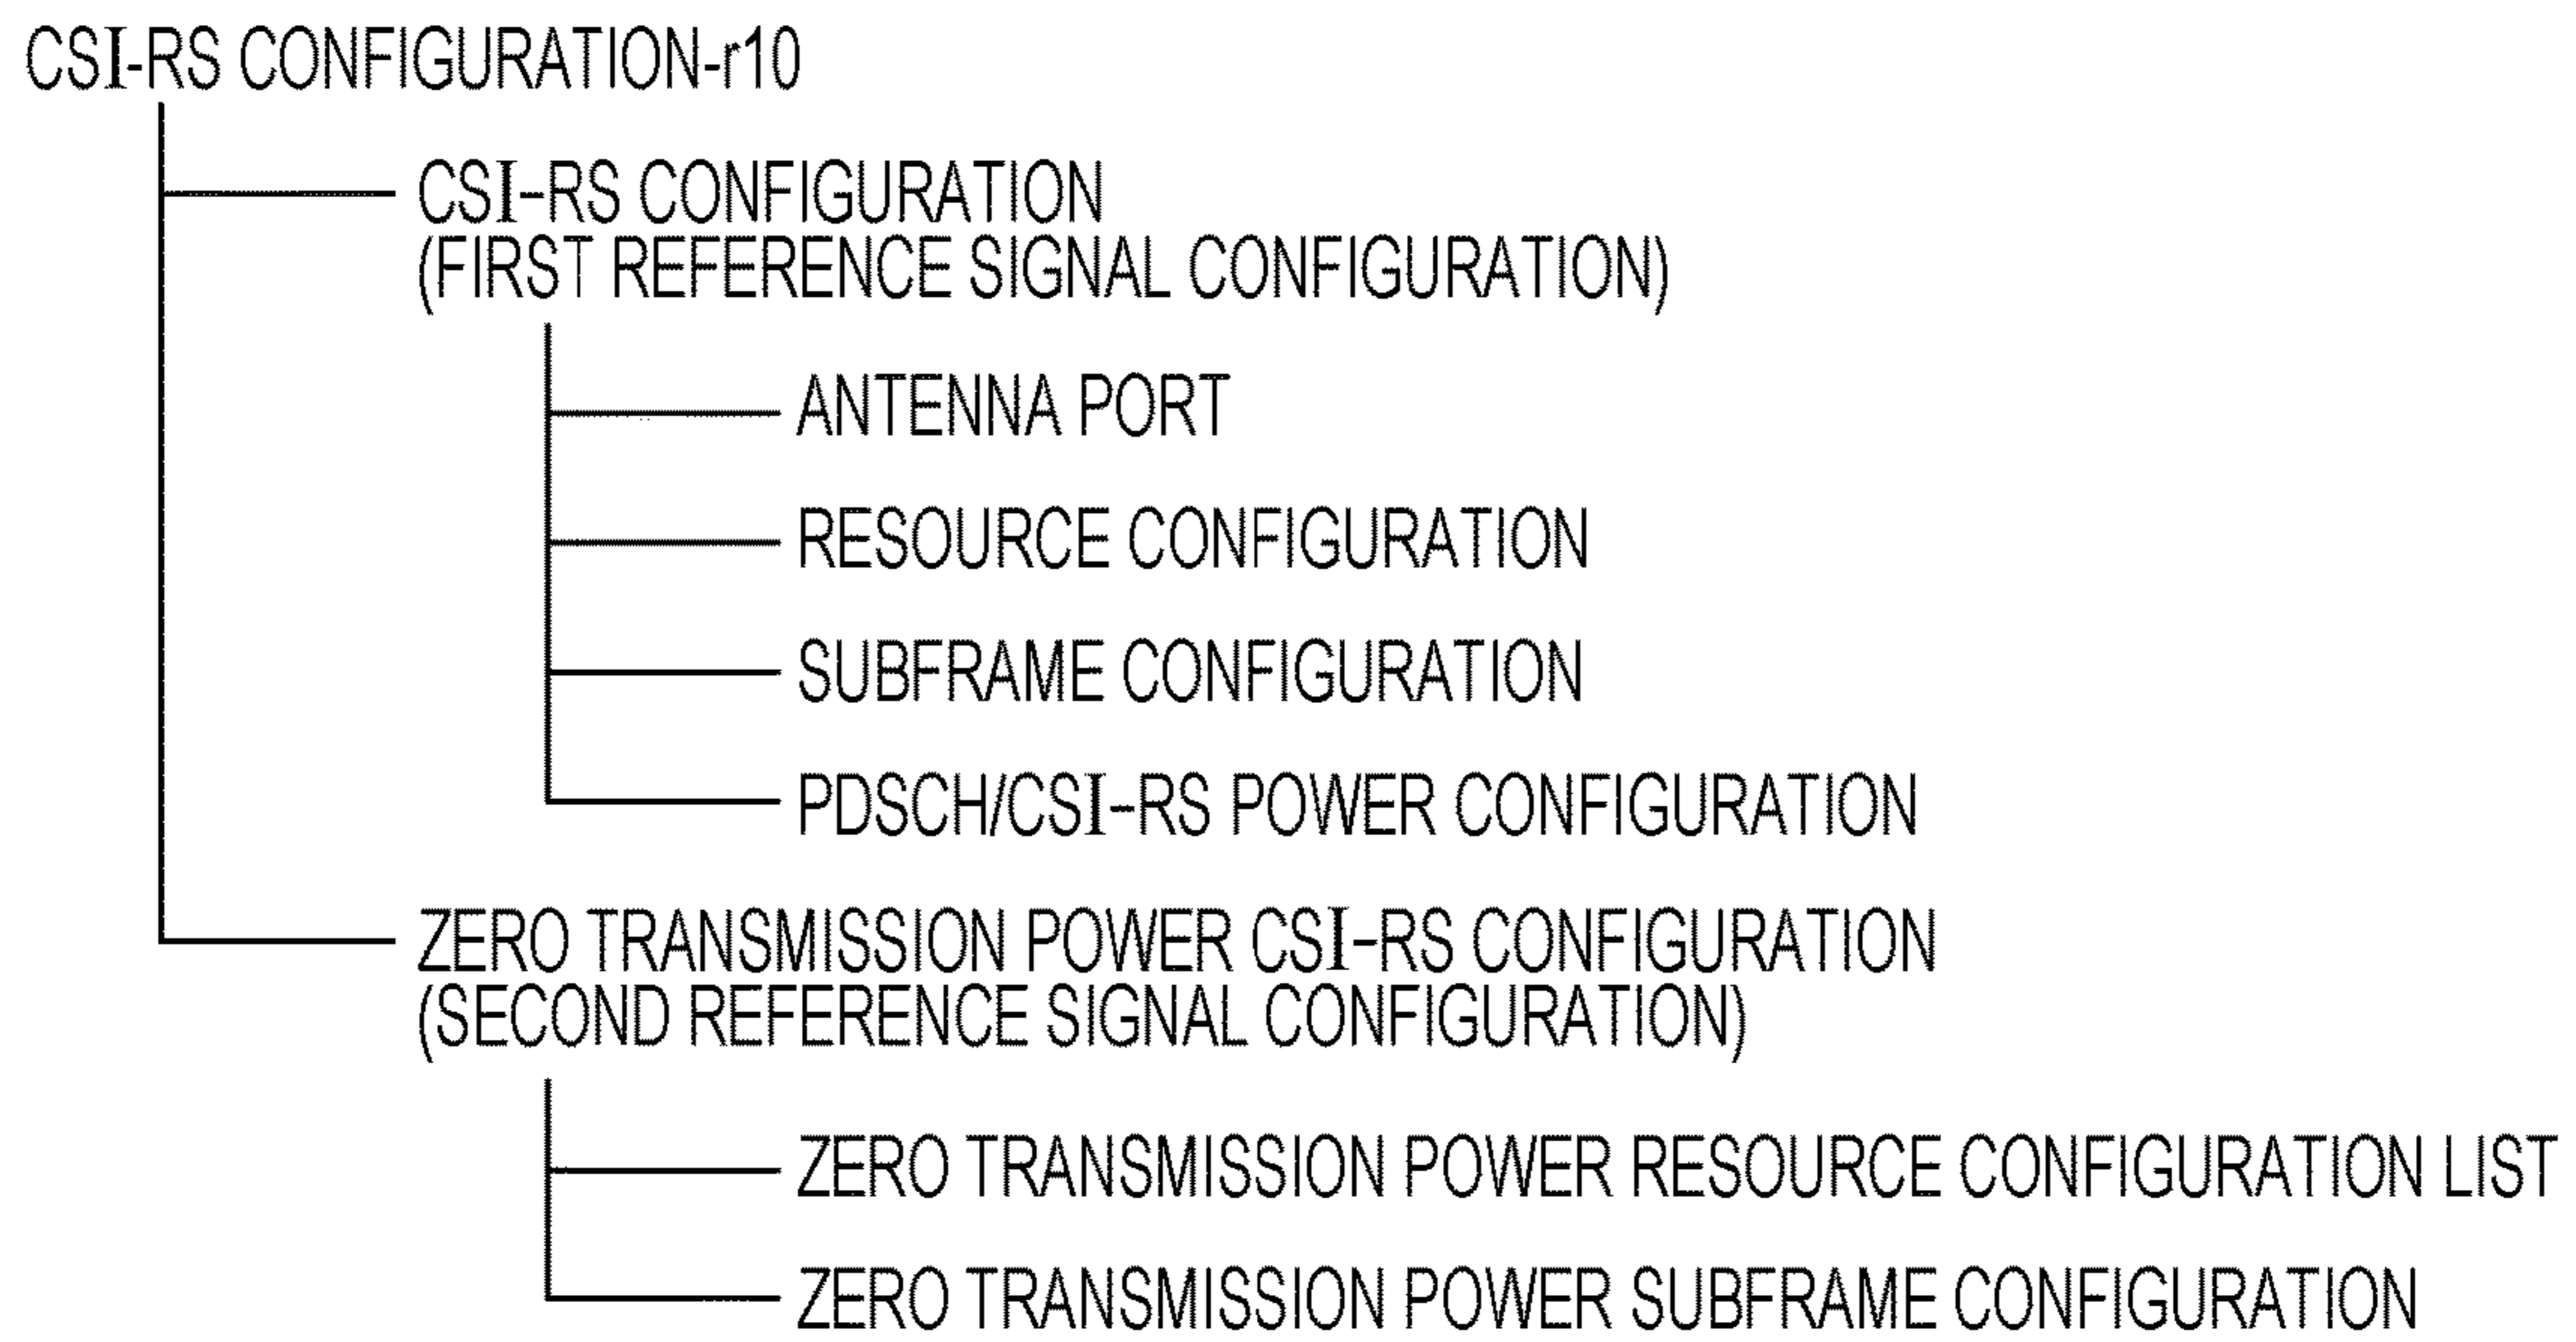 CSI-RS CONFIGURATION-r10
CSI-RS CONFIGURATION
(FIRST REFERENCE SIGNAL CONFIGURATION)
ANTENNA PORT
RESOURCE CONFIGURATION
SUBFRAME CONFIGURATION
PDSCH/CSI-RS POWER CONFIGURATION
ZERO TRANSMISSION POWER CSI-RS CONFIGURATION
(SECOND REFERENCE SIGNAL CONFIGURATION)
ZERO TRANSMISSION POWER RESOURCE CONFIGURATION LIST
ZERO TRANSMISSION POWER SUBFRAME CONFIGURATION